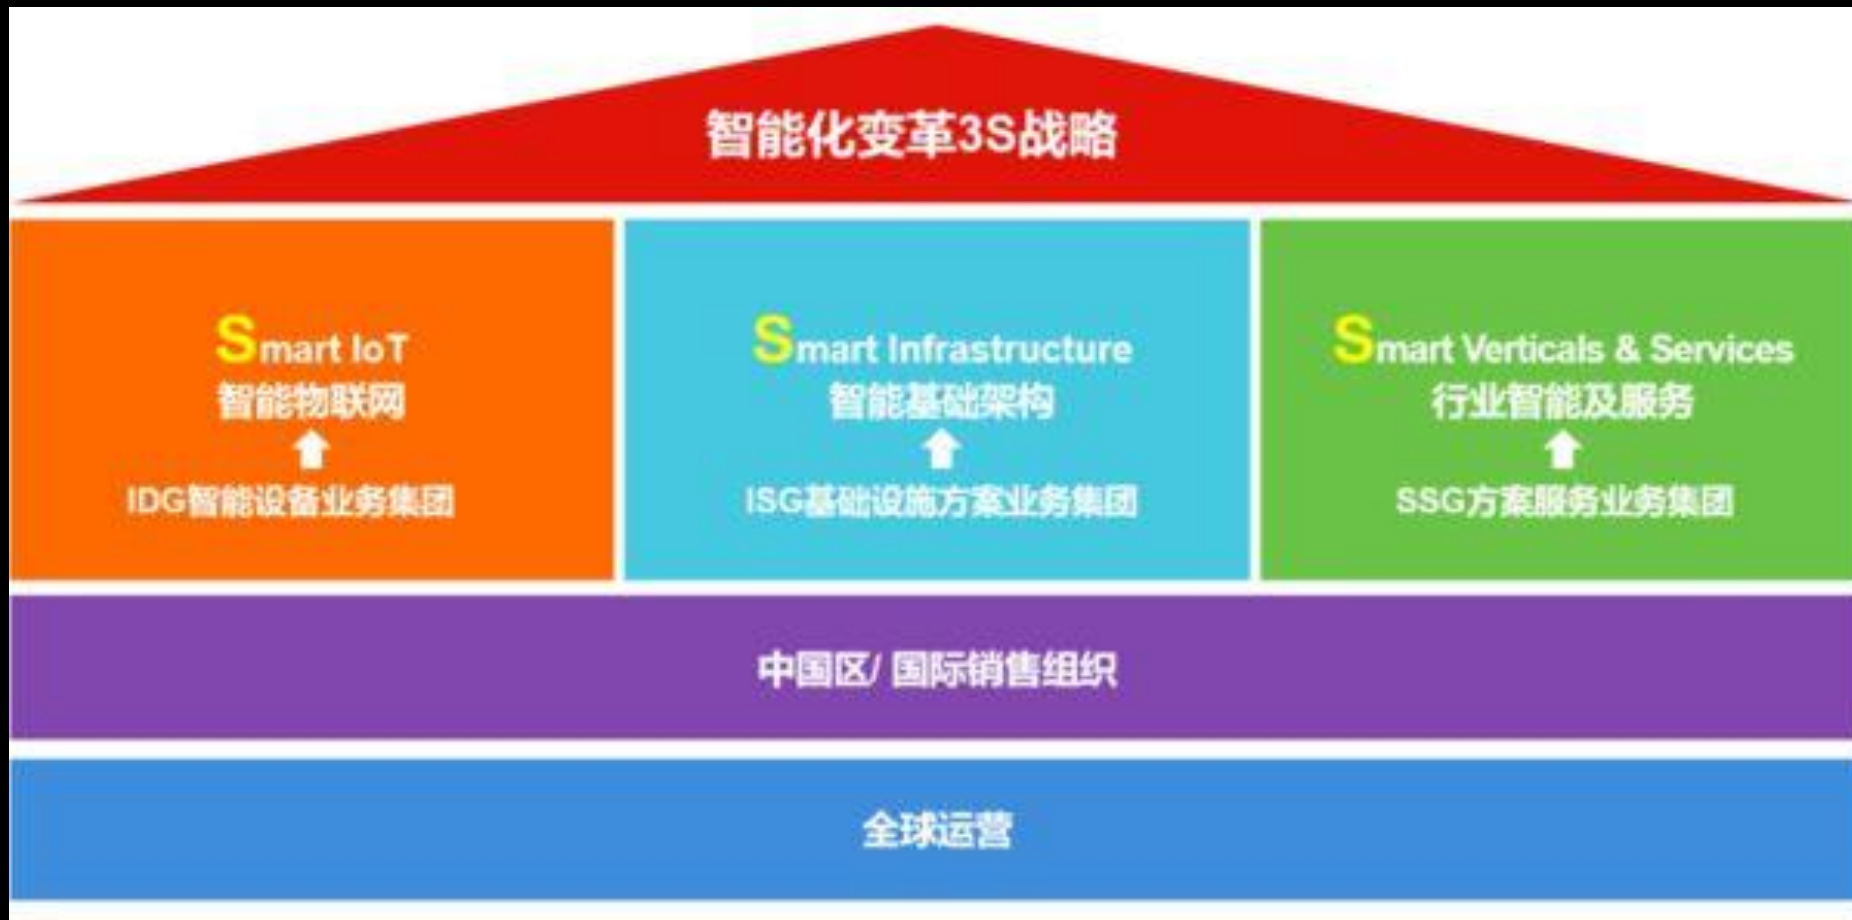 智能化变革3S战略
Smart IoT
智能物联网
IDG智能设备业务集团
Smart Infrastructure
智能基础架构
ISG基础设施方案业务集团
Smart Verticals & Services
行业智能及服务
SSG方案服务业务集团
中国区/ 国际销售组织
全球运营